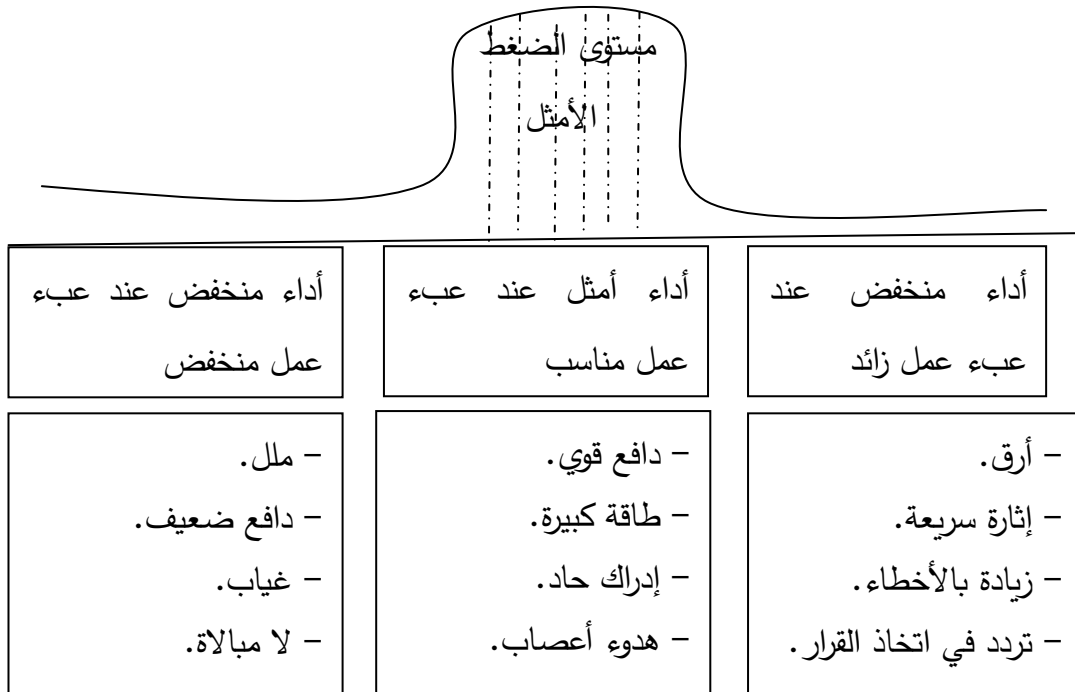 مستوى الضغط
الأمثل
أداء منخفض عند
عبء عمل زائد
أداء أمثل عند عبء
عمل مناسب
أداء منخفض عند عبء
عمل منخفض
– أرق.
– إثارة سريعة.
– زيادة بالأخطاء.
– تردد في اتخاذ القرار.
– دافع قوي.
– طاقة كبيرة.
– إدراك حاد.
– هدوء أعصاب.
– ملل.
– دافع ضعيف.
– غياب.
– لا مبالاة.